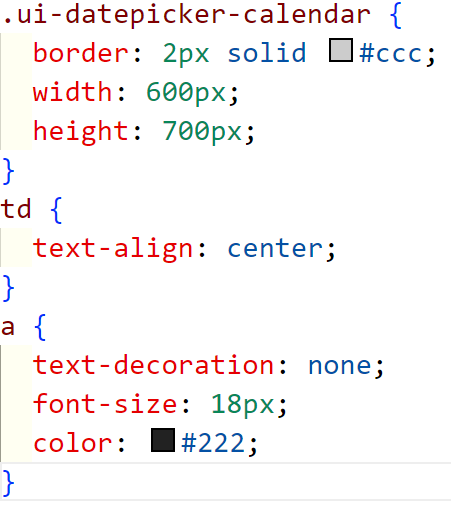 .ui-datepicker-calendar {
  border: 2px solid #ccc;
  width: 600px;
  height: 700px;
}
td {
  text-align: center;
}
a {
  text-decoration: none;
  font-size: 18px;
  color: #222;
}